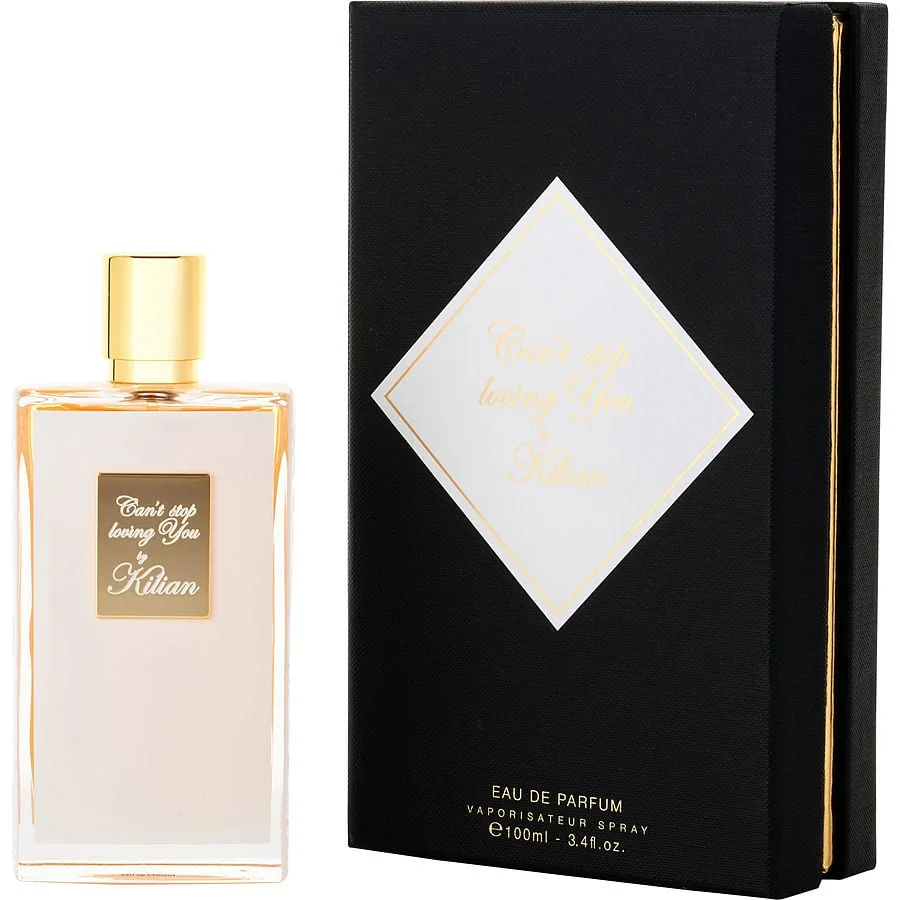 Can't stop
loving You
by
Kilian
Can't stop
loving You
by
Kilian
EAU DE PARFUM
VAPORISATEUR SPRAY
℮100ml - 3.4fl.oz.